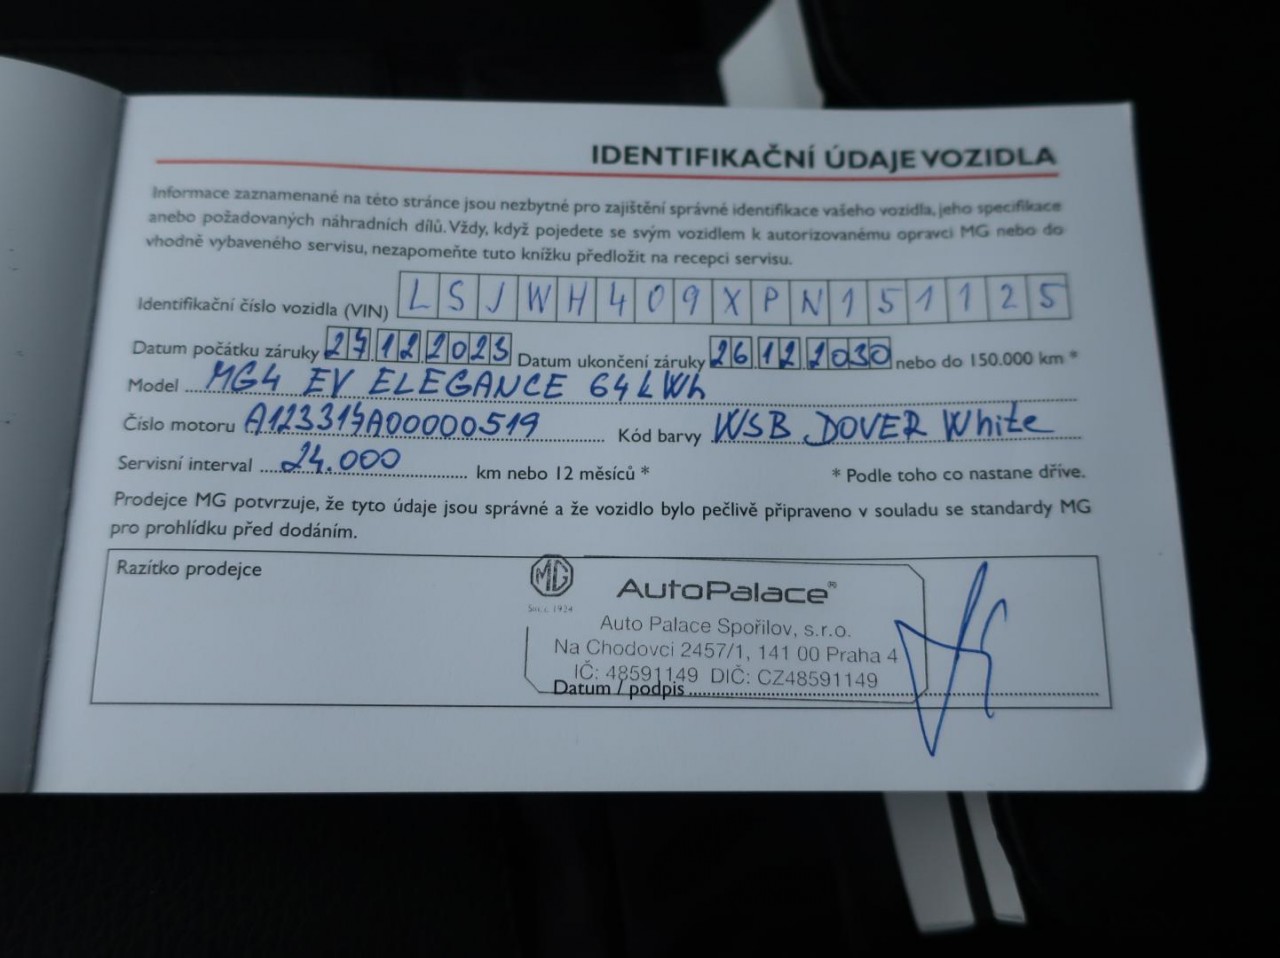 IDENTIFIKAČNÍ ÚDAJE VOZIDLA
Informace zaznamenané na této stránce jsou nezbytné pro zajištění správné identifikace vašeho vozidla, jeho specifikace
anebo požadovaných náhradních dílů. Vždy, když pojedete se svým vozidlem k autorizovanému opravci MG nebo do
vhodně vybaveného servisu, nezapomeňte tuto knížku předložit na recepci servisu.
Identifikační číslo vozidla (VIN) LSJWH409XPN151125
Datum počátku záruky 27.12.2023 Datum ukončení záruky 26.12.2030 nebo do 150.000 km *
Model MG4 EV ELEGANCE 64kWh
Číslo motoru A123317A00000519 Kód barvy WSB DOVER White
Servisní interval 24.000 km nebo 12 měsíců * * Podle toho co nastane dříve.
Prodejce MG potvrzuje, že tyto údaje jsou správné a že vozidlo bylo pečlivě připraveno v souladu se standardy MG
pro prohlídku před dodáním.
Razítko prodejce
MG
Since 1924
AutoPalace®
Auto Palace Spořilov, s.r.o.
Na Chodovci 2457/1, 141 00 Praha 4
IČ: 48591149 DIČ: CZ48591149
Datum / podpis